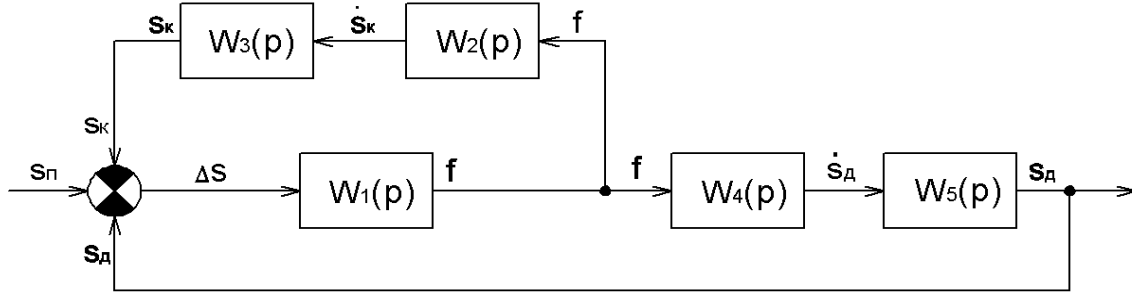 sк W3(p) ṡк W2(p) f
sк
sп ΔS W1(p) f f W4(p) ṡд W5(p) sд
sд